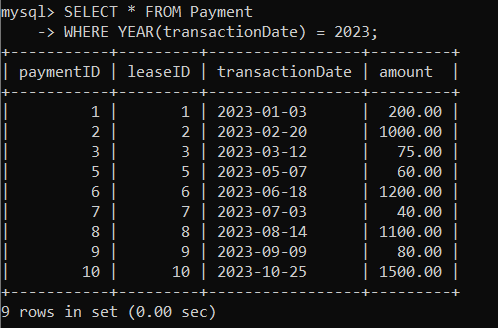 mysql> SELECT * FROM Payment
    -> WHERE YEAR(transactionDate) = 2023;
+-----------+---------+-----------------+---------+
| paymentID | leaseID | transactionDate | amount  |
+-----------+---------+-----------------+---------+
|         1 |       1 | 2023-01-03      |  200.00 |
|         2 |       2 | 2023-02-20      | 1000.00 |
|         3 |       3 | 2023-03-12      |   75.00 |
|         5 |       5 | 2023-05-07      |   60.00 |
|         6 |       6 | 2023-06-18      | 1200.00 |
|         7 |       7 | 2023-07-03      |   40.00 |
|         8 |       8 | 2023-08-14      | 1100.00 |
|         9 |       9 | 2023-09-09      |   80.00 |
|        10 |      10 | 2023-10-25      | 1500.00 |
+-----------+---------+-----------------+---------+
9 rows in set (0.00 sec)